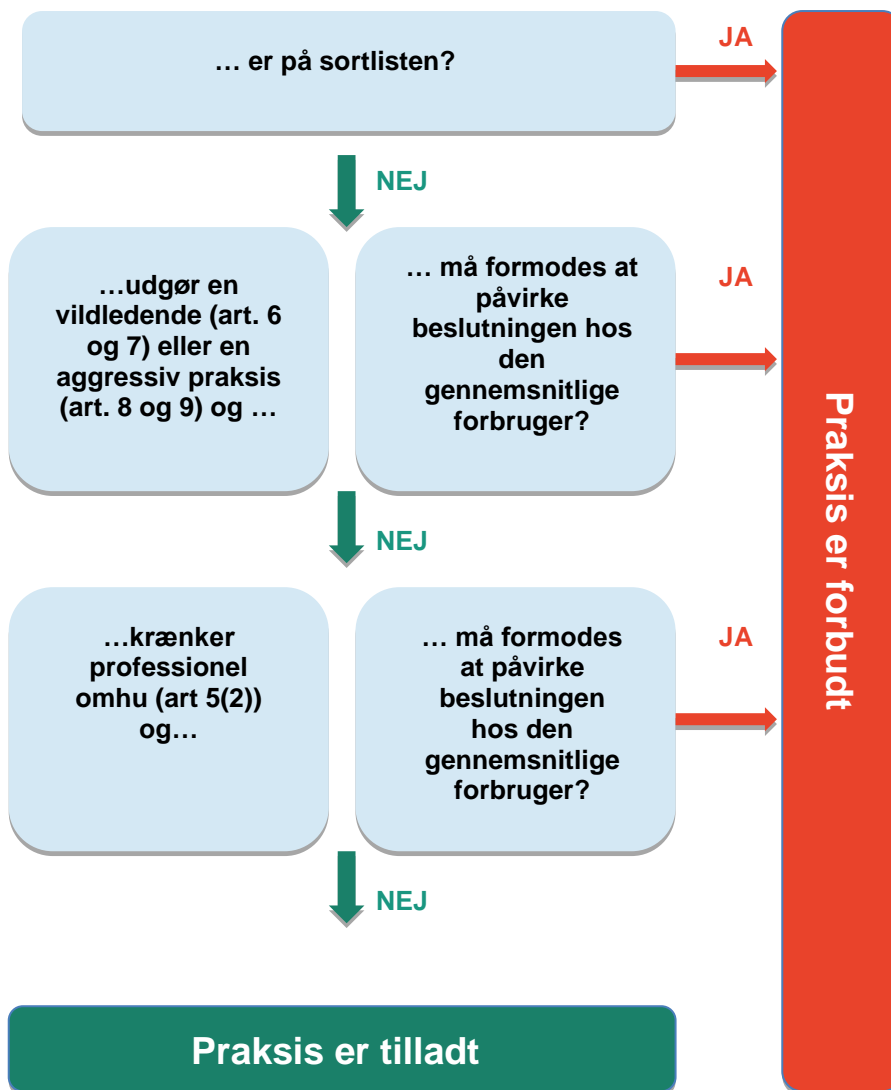 … er på sortlisten?
JA
NEJ
…udgør en
vildledende (art. 6
og 7) eller en
aggressiv praksis
(art. 8 og 9) og …
… må formodes at
påvirke
beslutningen hos
den
gennemsnitlige
forbruger?
JA
NEJ
…krænker
professionel
omhu (art 5(2))
og…
… må formodes
at påvirke
beslutningen
hos den
gennemsnitlige
forbruger?
JA
NEJ
Praksis er tilladt
Praksis er forbudt